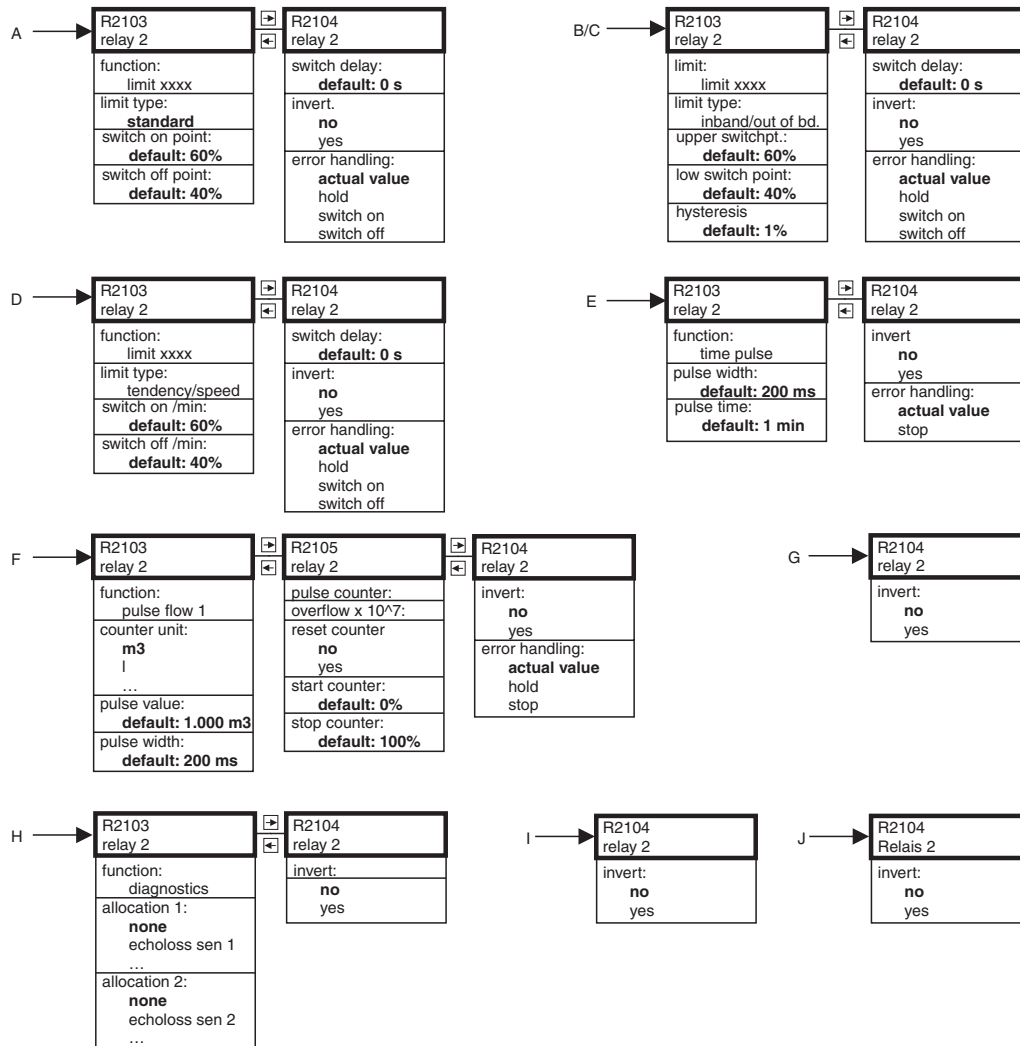 A
R2103
relay 2
function:
limit xxxx
limit type:
standard
switch on point:
default: 60%
switch off point:
default: 40%
R2104
relay 2
switch delay:
default: 0 s
invert.
no
yes
error handling:
actual value
hold
switch on
switch off
B/C
R2103
relay 2
limit:
limit xxxx
limit type:
inband/out of bd.
upper switchpt.:
default: 60%
low switch point:
default: 40%
hysteresis
default: 1%
R2104
relay 2
switch delay:
default: 0 s
invert:
no
yes
error handling:
actual value
hold
switch on
switch off
D
R2103
relay 2
function:
limit xxxx
limit type:
tendency/speed
switch on /min:
default: 60%
switch off /min:
default: 40%
R2104
relay 2
switch delay:
default: 0 s
invert:
no
yes
error handling:
actual value
hold
switch on
switch off
E
R2103
relay 2
function:
time pulse
pulse width:
default: 200 ms
pulse time:
default: 1 min
R2104
relay 2
invert
no
yes
error handling:
actual value
stop
F
R2103
relay 2
function:
pulse flow 1
counter unit:
m3
l
...
pulse value:
default: 1.000 m3
pulse width:
default: 200 ms
R2105
relay 2
pulse counter:
overflow x 10^7:
reset counter
no
yes
start counter:
default: 0%
stop counter:
default: 100%
R2104
relay 2
invert:
no
yes
error handling:
actual value
hold
stop
G
R2104
relay 2
invert:
no
yes
H
R2103
relay 2
function:
diagnostics
allocation 1:
none
echoloss sen 1
...
allocation 2:
none
echoloss sen 2
...
R2104
relay 2
invert:
no
yes
I
R2104
relay 2
invert:
no
yes
J
R2104
Relais 2
invert:
no
yes